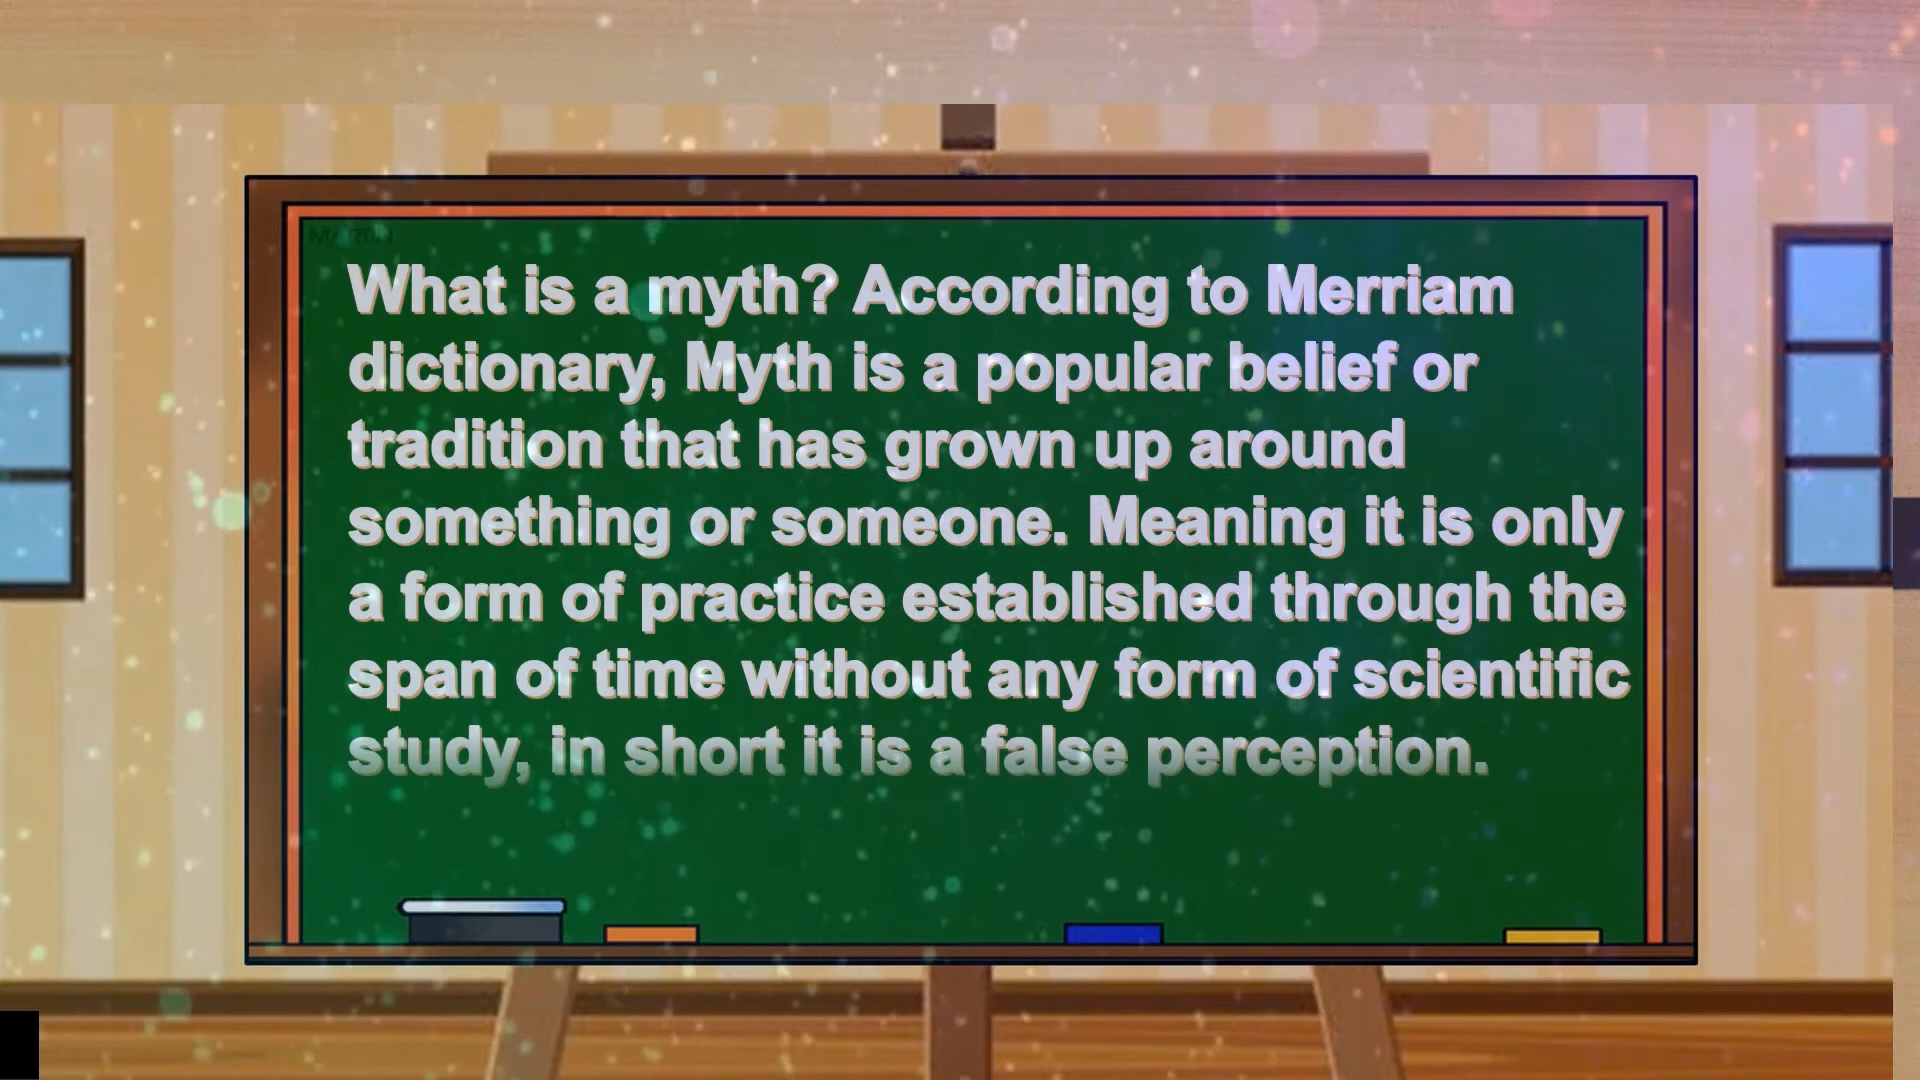 MARTIN
What is a myth? According to Merriam
dictionary, Myth is a popular belief or
tradition that has grown up around
something or someone. Meaning it is only
a form of practice established through the
span of time without any form of scientific
study, in short it is a false perception.